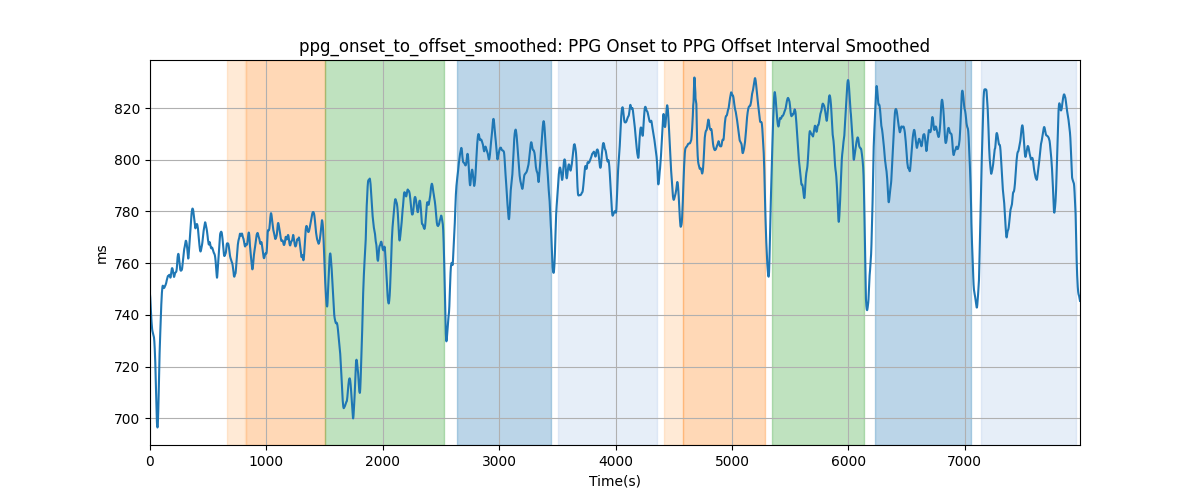 ppg_onset_to_offset_smoothed: PPG Onset to PPG Offset Interval Smoothed
820
800
780
760
740
720
700
ms
0 1000 2000 3000 4000 5000 6000 7000
Time(s)